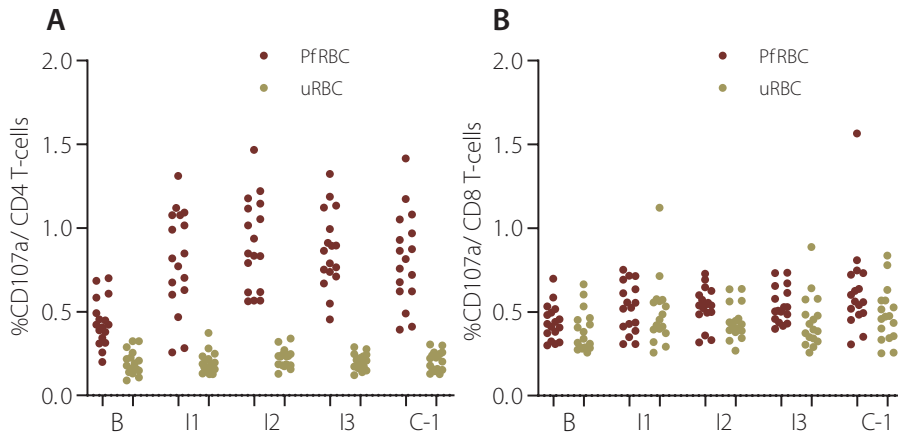 A
PfRBC
uRBC
%CD107a/ CD4 T-cells
2.0
1.5
1.0
0.5
0.0
B I1 I2 I3 C-1
B
PfRBC
uRBC
%CD107a/ CD8 T-cells
2.0
1.5
1.0
0.5
0.0
B I1 I2 I3 C-1